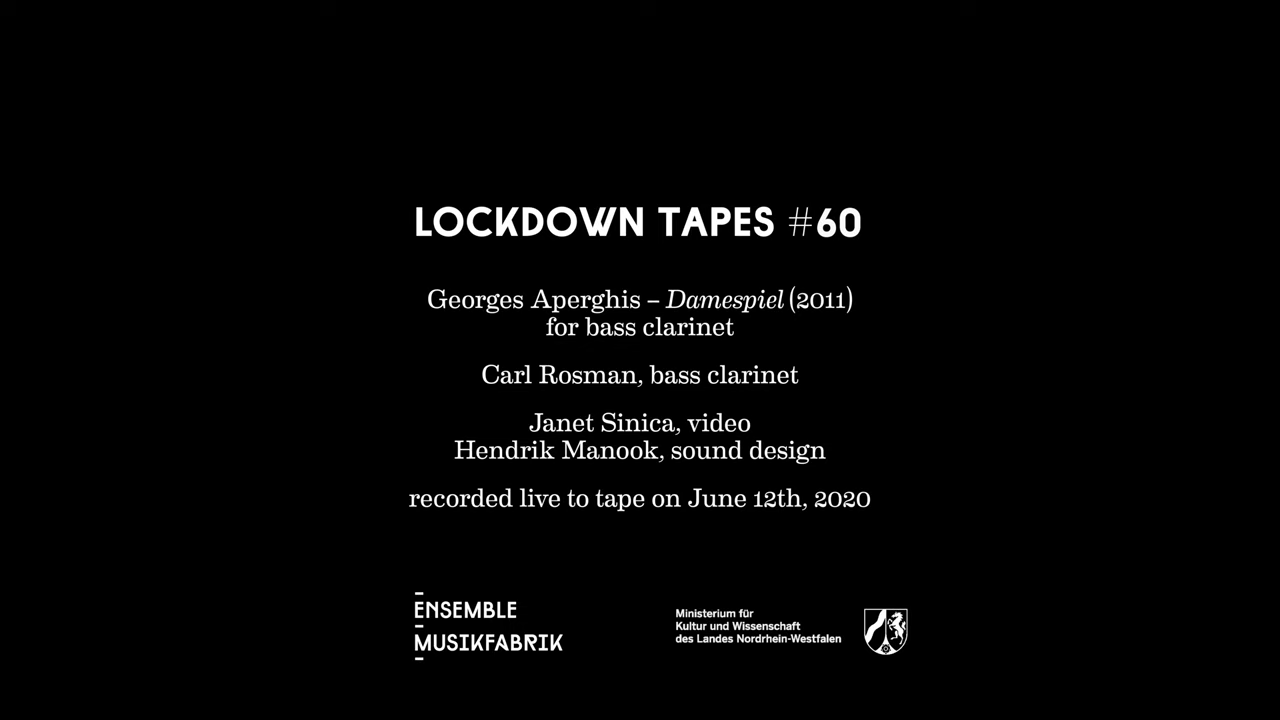 LOCKDOWN TAPES #60
Georges Aperghis – Damespiel (2011)
for bass clarinet
Carl Rosman, bass clarinet
Janet Sinica, video
Hendrik Manook, sound design
recorded live to tape on June 12th, 2020
ENSEMBLE
MUSIKFABRIK
Ministerium für
Kultur und Wissenschaft
des Landes Nordrhein-Westfalen